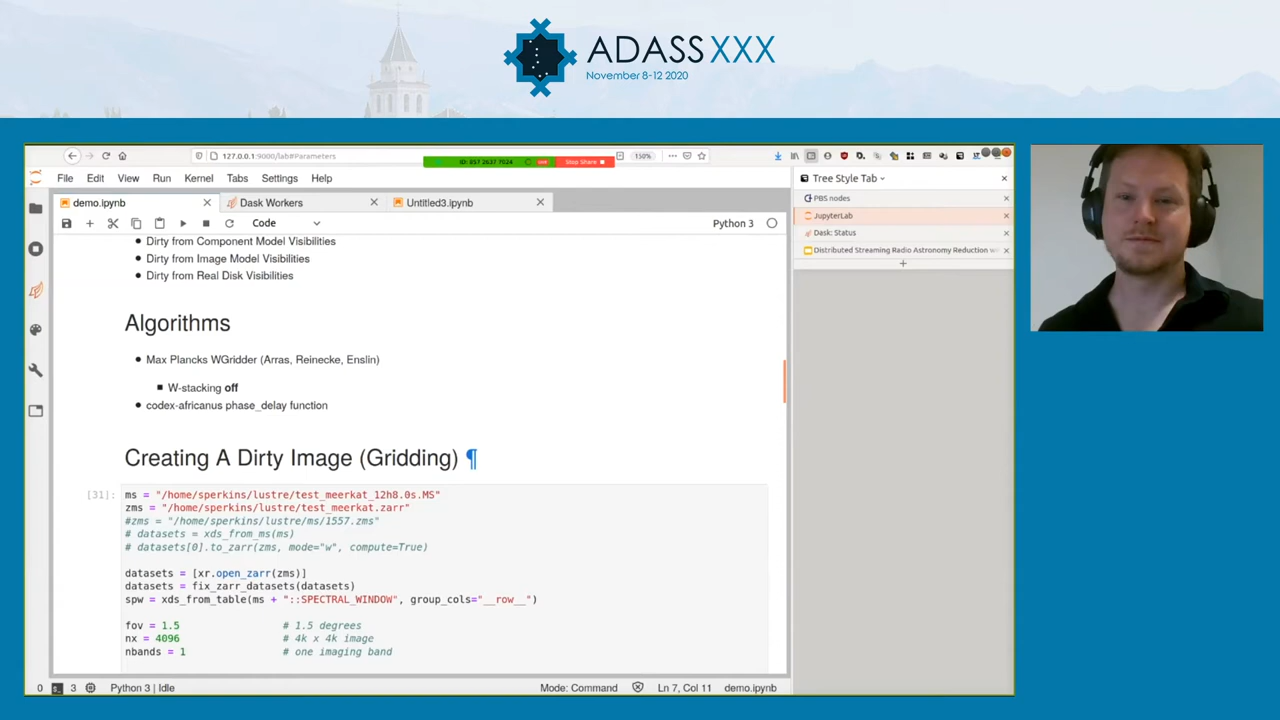 ADASS XXX
November 8-12 2020
127.0.0.1:9000/lab#Parameters
ID: 857 2637 7024
Stop Share
150%
Tree Style Tab
File Edit View Run Kernel Tabs Settings Help
PBS nodes
demo.ipynb
Dask Workers
Untitled3.ipynb
JupyterLab
Code
Python 3
Dask: Status
Distributed Streaming Radio Astronomy Reduction w
Dirty from Component Model Visibilities
Dirty from Image Model Visibilities
Dirty from Real Disk Visibilities
Algorithms
Max Plancks WGridder (Arras, Reinecke, Enslin)
W-stacking off
codex-africanus phase_delay function
Creating A Dirty Image (Gridding) ¶
[31]: ms = "/home/sperkins/lustre/test_meerkat_12h8.0s.MS"
zms = "/home/sperkins/lustre/test_meerkat.zarr"
#zms = "/home/sperkins/lustre/ms/1557.zms"
# datasets = xds_from_ms(ms)
# datasets[0].to_zarr(zms, mode="w", compute=True)
datasets = [xr.open_zarr(zms)]
datasets = fix_zarr_datasets(datasets)
spw = xds_from_table(ms + "::SPECTRAL_WINDOW", group_cols="__row__")
fov = 1.5 # 1.5 degrees
nx = 4096 # 4k x 4k image
nbands = 1 # one imaging band
0 3 Python 3 | Idle
Mode: Command
Ln 7, Col 11
demo.ipynb